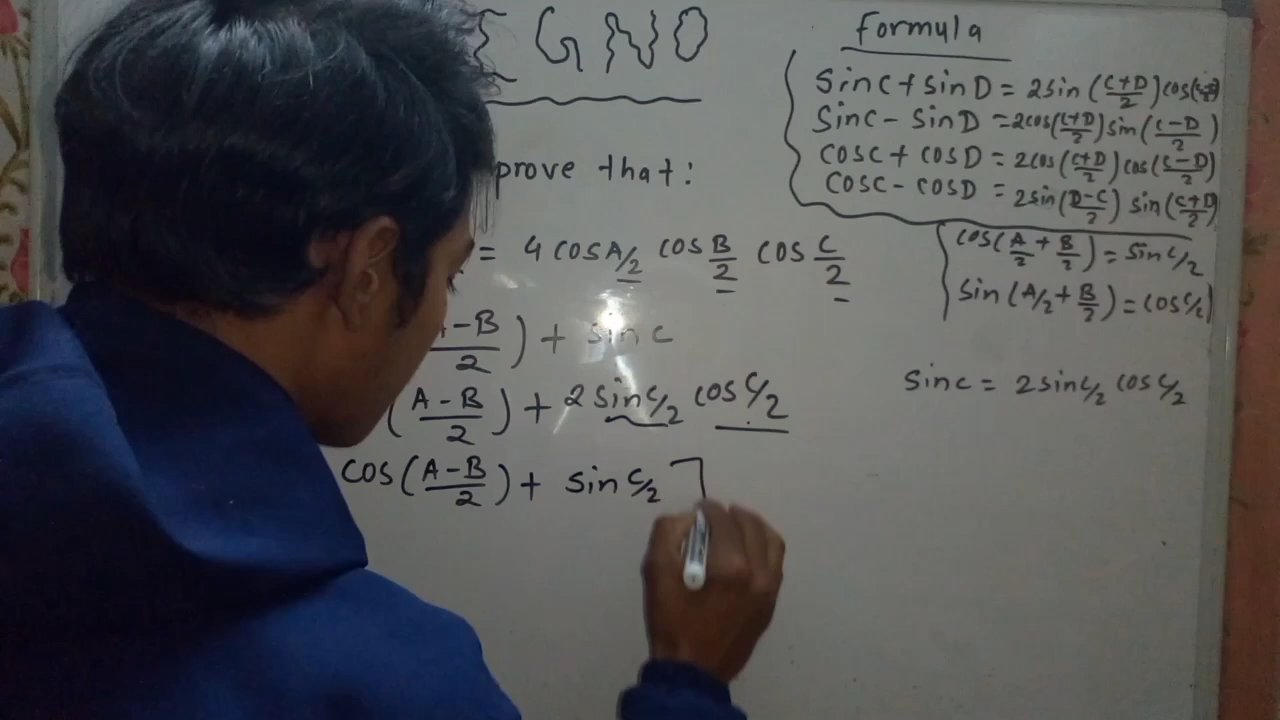 IGNO
Formula
sinC + sinD = 2sin(C+D/2)cos
sinC - sinD = 2cos(C+D/2)sin(C-D/2)
cosC + cosD = 2cos(C+D/2)cos(C-D/2)
cosC - cosD = 2sin(D-C/2) sin(C+D/2)
prove that:
= 4 cosA/2 cos B/2 cos C/2
cos(A/2 + B/2) = sin C/2
sin(A/2 + B/2) = cos C/2
-B/2) + sin C
(A-B/2) + 2 sin C/2 cos C/2
sinC = 2 sin C/2 cos C/2
cos(A-B/2) + sin C/2 ]